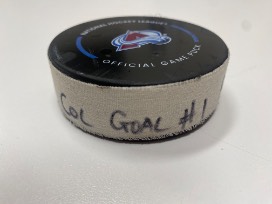 NATIONAL HOCKEY LEAGUE
OFFICIAL GAME PUCK
COL GOAL #1